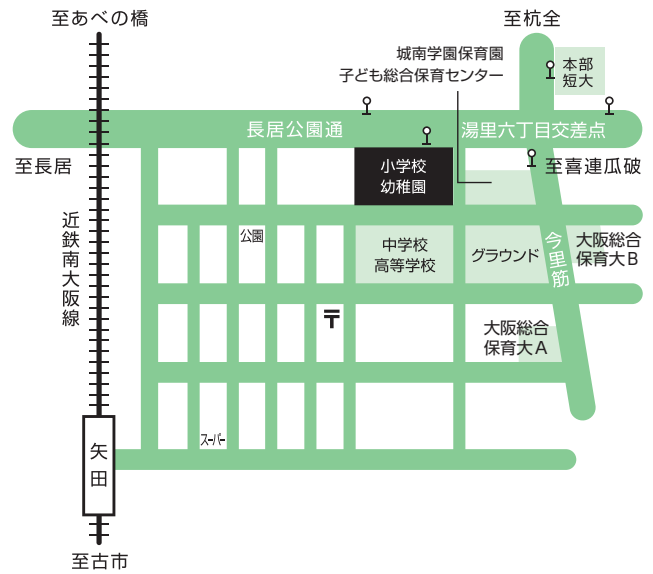 至あべの橋
至杭全
城南学園保育園
子ども総合保育センター
本部
短大
長居公園通
湯里六丁目交差点
至長居
小学校
幼稚園
至喜連瓜破
近鉄南大阪線
公園
中学校
高等学校
グラウンド
今里筋
大阪総合
保育大B
〒
大阪総合
保育大A
スーパー
矢田
至古市